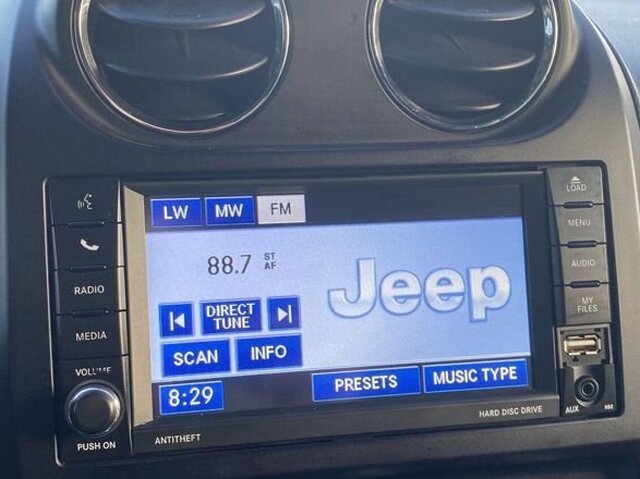 LOAD
LW MW FM
MENU
88.7 ST AF
RADIO
Jeep
AUDIO
DIRECT TUNE
MY FILES
MEDIA
SCAN INFO
VOLUME
PRESETS MUSIC TYPE
8:29
PUSH ON
ANTITHEFT
HARD DISC DRIVE
AUX